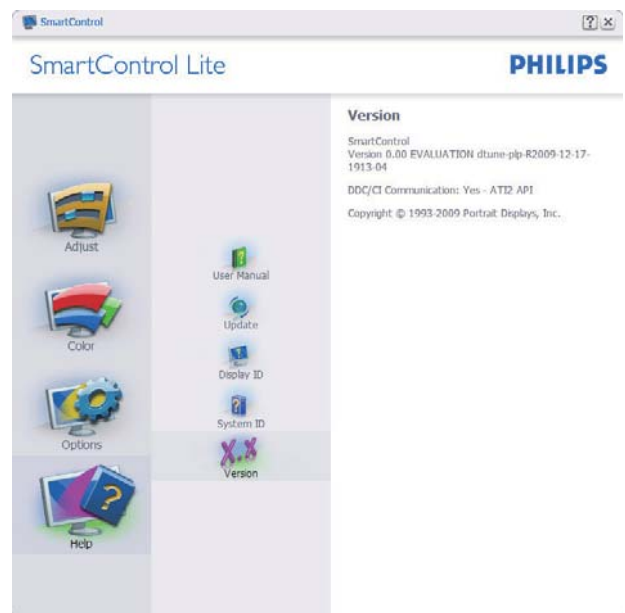 SmartControl
? ×
SmartControl Lite
PHILIPS
Adjust
Color
Options
Help
User Manual
Update
Display ID
System ID
X.X
Version
Version
SmartControl
Version 0.00 EVALUATION dtune-plp-R2009-12-17-
1913-04
DDC/CI Communication: Yes - ATI2 API
Copyright © 1993-2009 Portrait Displays, Inc.